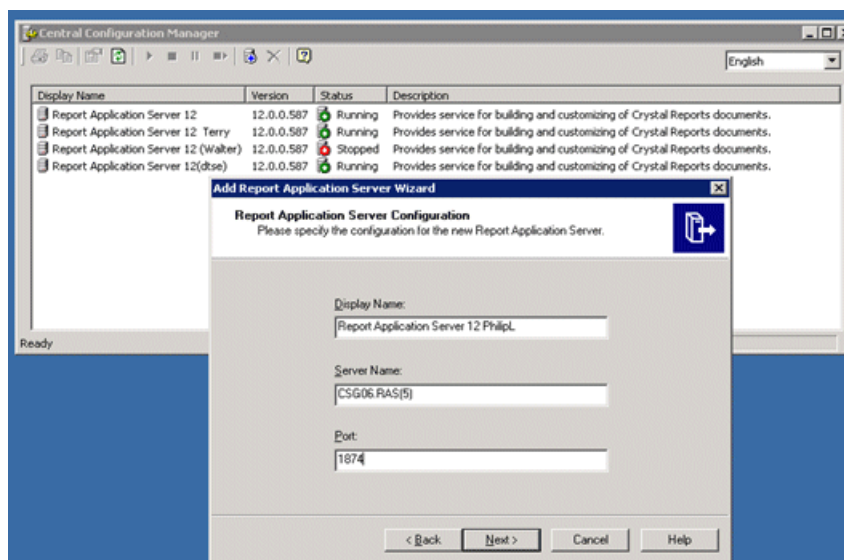 Central Configuration Manager
English
Display Name Version Status Description
Report Application Server 12 12.0.0.587 Running Provides service for building and customizing of Crystal Reports documents.
Report Application Server 12 Terry 12.0.0.587 Running Provides service for building and customizing of Crystal Reports documents.
Report Application Server 12 (Walter) 12.0.0.587 Stopped Provides service for building and customizing of Crystal Reports documents.
Report Application Server 12(dtse) 12.0.0.587 Running Provides service for building and customizing of Crystal Reports documents.
Add Report Application Server Wizard
Report Application Server Configuration
Please specify the configuration for the new Report Application Server.
Display Name:
Report Application Server 12 PhilipL
Ready
Server Name:
CSG06.RAS(5)
Port:
1874
< Back Next > Cancel Help